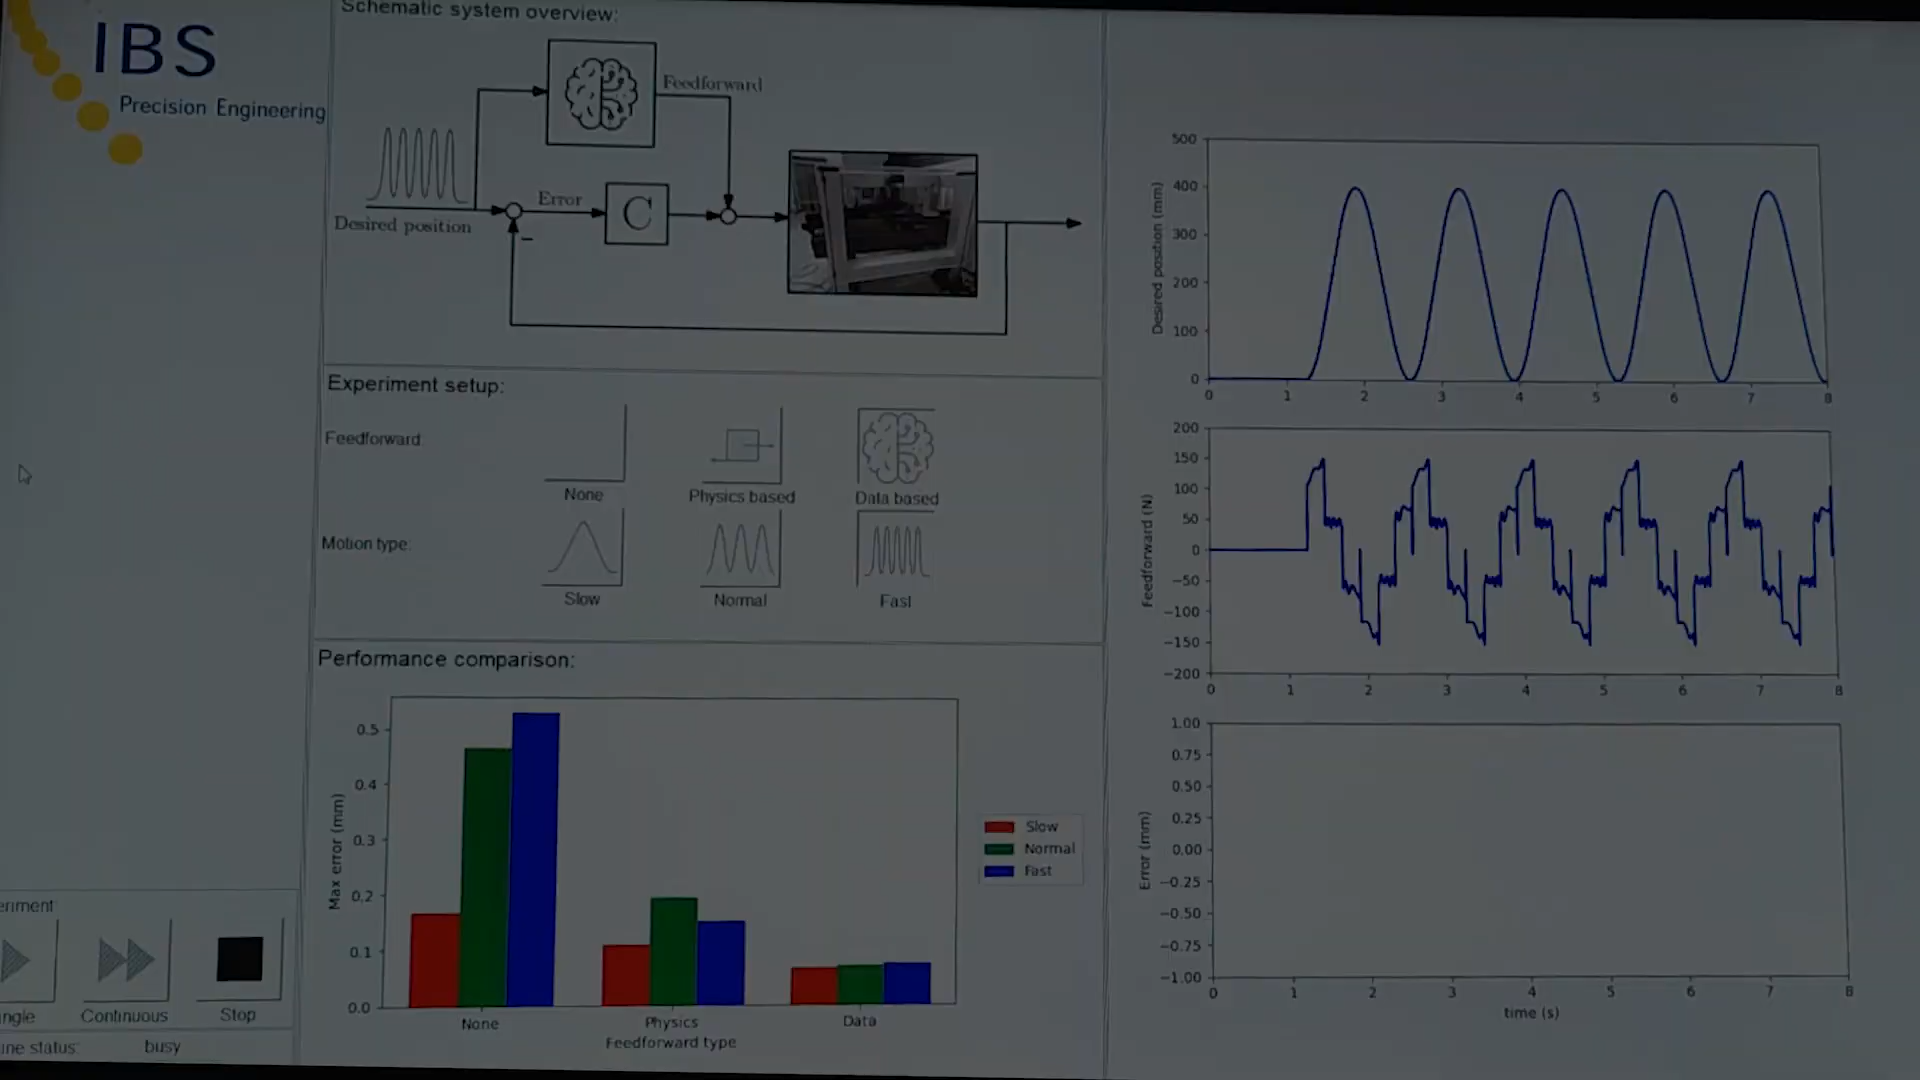 IBS
Precision Engineering
Schematic system overview:
Feedforward
Error
C
Desired position
Experiment setup:
Feedforward
None
Physics based
Data based
Motion type:
Slow
Normal
Fast
Performance comparison:
Max error (mm)
0.5
0.4
0.3
0.2
0.1
0.0
None
Physics
Data
Feedforward type
Slow
Normal
Fast
Continuous
Stop
busy
Desired position (mm)
500
400
300
200
100
0
0 1 2 3 4 5 6 7 8
Feedforward (N)
200
150
100
50
0
−50
−100
−150
−200
0 1 2 3 4 5 6 7 8
Error (mm)
1.00
0.75
0.50
0.25
0.00
−0.25
−0.50
−0.75
−1.00
0 1 2 3 4 5 6 7 8
time (s)